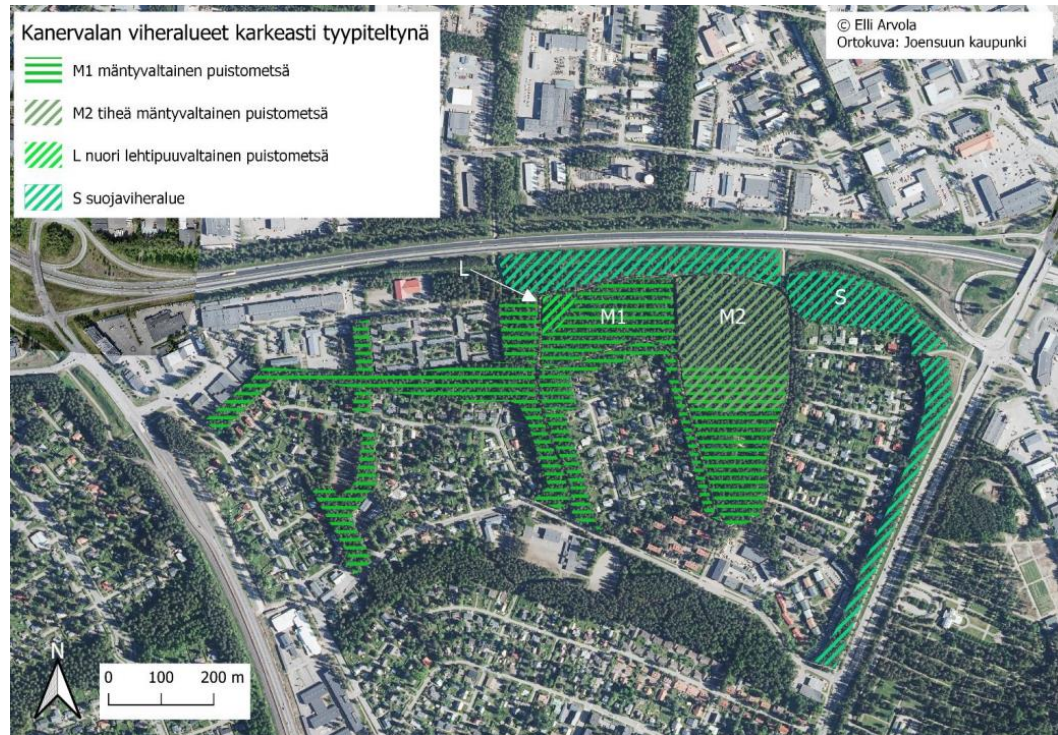 Kanervalan viheralueet karkeasti tyypiteltynä
M1 mäntyvaltainen puistometsä
M2 tiheä mäntyvaltainen puistometsä
L nuori lehtipuuvaltainen puistometsä
S suojaviheralue
© Elli Arvola
Ortokuva: Joensuun kaupunki
L
M1
M2
S
N
0 100 200 m